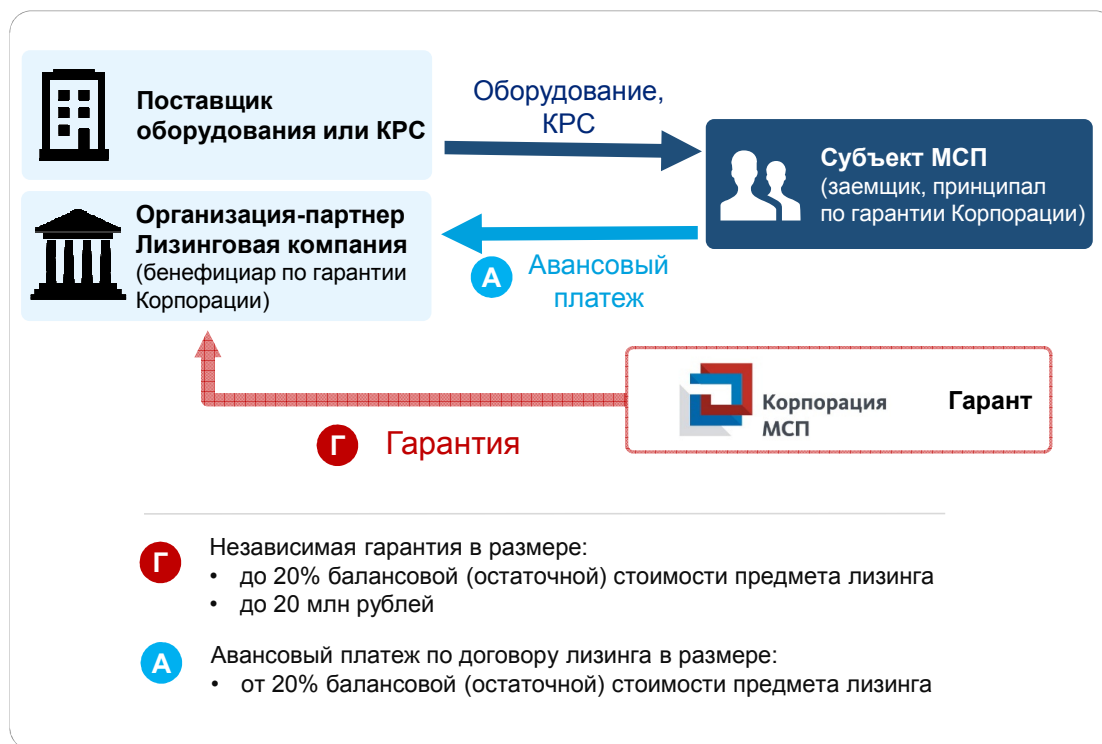 Поставщик
оборудования или КРС
Оборудование,
КРС
Субъект МСП
(заемщик, принципал
по гарантии Корпорации)
Организация-партнер
Лизинговая компания
(бенефициар по гарантии
Корпорации)
А
Авансовый
платеж
Корпорация
МСП
Гарант
Г
Гарантия
Г
Независимая гарантия в размере:
• до 20% балансовой (остаточной) стоимости предмета лизинга
• до 20 млн рублей
А
Авансовый платеж по договору лизинга в размере:
• от 20% балансовой (остаточной) стоимости предмета лизинга